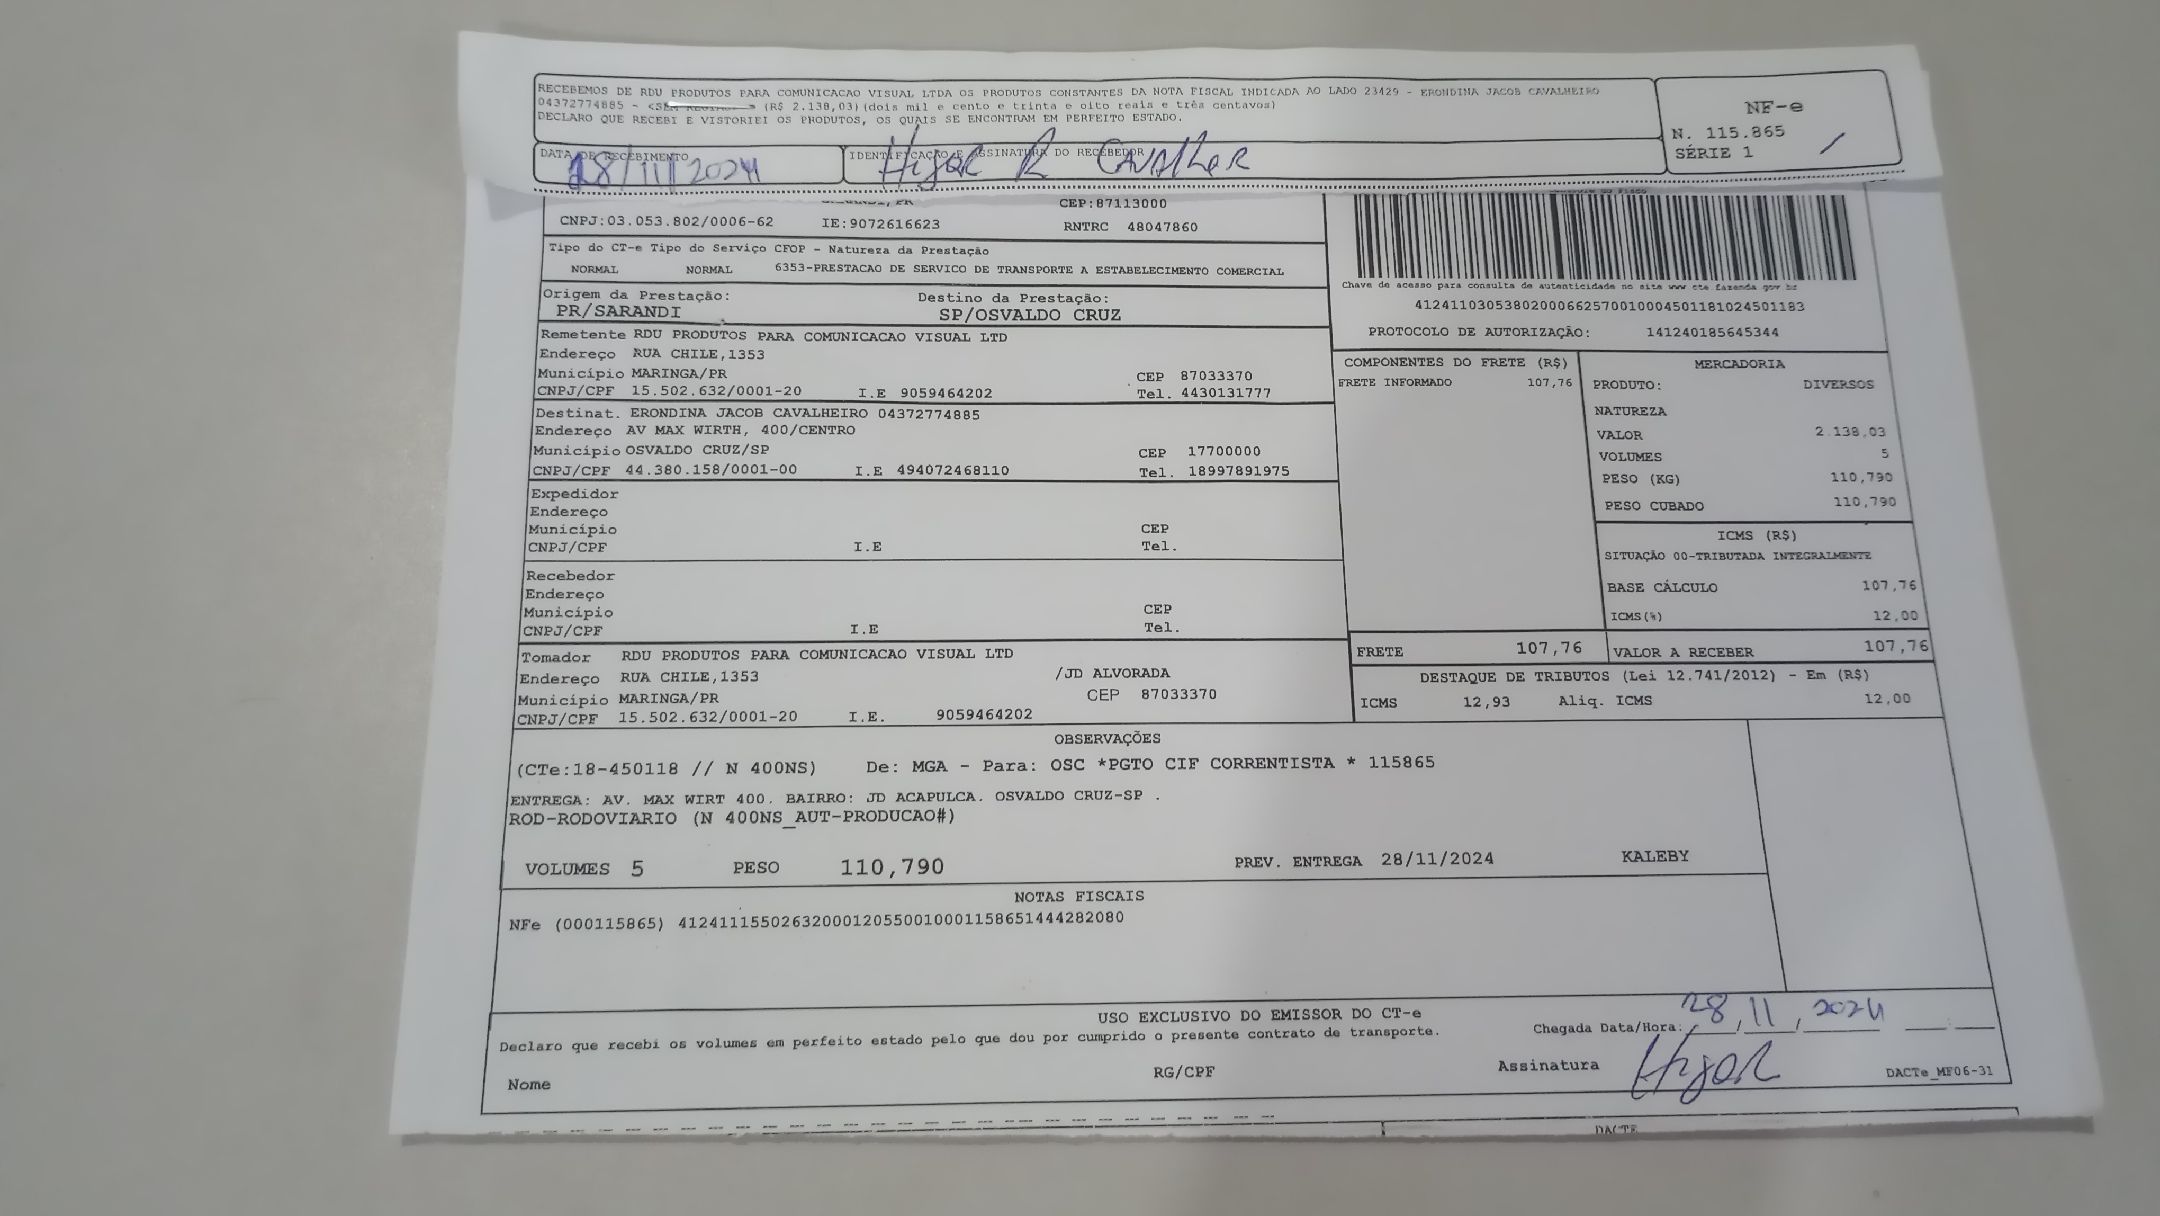 RECEBEMOS DE RDU PRODUTOS PARA COMUNICACAO VISUAL LTDA OS PRODUTOS CONSTANTES DA NOTA FISCAL INDICADA AO LADO 23429 - ERONDINA JACOB CAVALHEIRO
04372774885 - (R$ 2.138,03) (dois mil e cento e trinta e oito reais e três centavos)
DECLARO QUE RECEBI E VISTORIEI OS PRODUTOS, OS QUAIS SE ENCONTRAM EM PERFEITO ESTADO.
NF-e
N. 115.865
SÉRIE 1
DATA DE RECEBIMENTO
28/11/2024
IDENTIFICAÇÃO E ASSINATURA DO RECEBEDOR
CEP:87113000
CNPJ:03.053.802/0006-62 IE:9072616623 RNTRC 48047860
Tipo do CT-e Tipo do Serviço CFOP - Natureza da Prestação
NORMAL NORMAL 6353-PRESTACAO DE SERVICO DE TRANSPORTE A ESTABELECIMENTO COMERCIAL
Chave de acesso para consulta de autenticidade no site www cte fazenda gov br
41241103053802000662570010004501181024501183
PROTOCOLO DE AUTORIZAÇÃO: 141240185645344
Origem da Prestação: Destino da Prestação:
PR/SARANDI SP/OSVALDO CRUZ
Remetente RDU PRODUTOS PARA COMUNICACAO VISUAL LTD
Endereço RUA CHILE,1353
Município MARINGA/PR CEP 87033370
CNPJ/CPF 15.502.632/0001-20 I.E 9059464202 Tel. 4430131777
Destinat. ERONDINA JACOB CAVALHEIRO 04372774885
Endereço AV MAX WIRTH, 400/CENTRO
Município OSVALDO CRUZ/SP CEP 17700000
CNPJ/CPF 44.380.158/0001-00 I.E 494072468110 Tel. 18997891975
Expedidor
Endereço
Município CEP
CNPJ/CPF I.E Tel.
Recebedor
Endereço
Município CEP
CNPJ/CPF I.E Tel.
Tomador RDU PRODUTOS PARA COMUNICACAO VISUAL LTD
Endereço RUA CHILE,1353 /JD ALVORADA
Município MARINGA/PR CEP 87033370
CNPJ/CPF 15.502.632/0001-20 I.E. 9059464202
COMPONENTES DO FRETE (R$)
FRETE INFORMADO 107,76
MERCADORIA
PRODUTO: DIVERSOS
NATUREZA
VALOR 2.138,03
VOLUMES 5
PESO (KG) 110,790
PESO CUBADO 110,790
ICMS (R$)
SITUAÇÃO 00-TRIBUTADA INTEGRALMENTE
BASE CÁLCULO 107,76
ICMS(%) 12,00
FRETE 107,76 VALOR A RECEBER 107,76
DESTAQUE DE TRIBUTOS (Lei 12.741/2012) - Em (R$)
ICMS 12,93 Aliq. ICMS 12,00
OBSERVAÇÕES
(CTe:18-450118 // N 400NS) De: MGA - Para: OSC *PGTO CIF CORRENTISTA * 115865
ENTREGA: AV. MAX WIRT 400. BAIRRO: JD ACAPULCA. OSVALDO CRUZ-SP .
ROD-RODOVIARIO (N 400NS_AUT-PRODUCAO#)
VOLUMES 5 PESO 110,790 PREV. ENTREGA 28/11/2024 KALEBY
NOTAS FISCAIS
NFe (000115865) 41241115502632000120550010001158651444282080
USO EXCLUSIVO DO EMISSOR DO CT-e
Declaro que recebi os volumes em perfeito estado pelo que dou por cumprido o presente contrato de transporte.
Chegada Data/Hora: 28/11/2024
Nome RG/CPF Assinatura
DACTe_MF06-31
DACTE